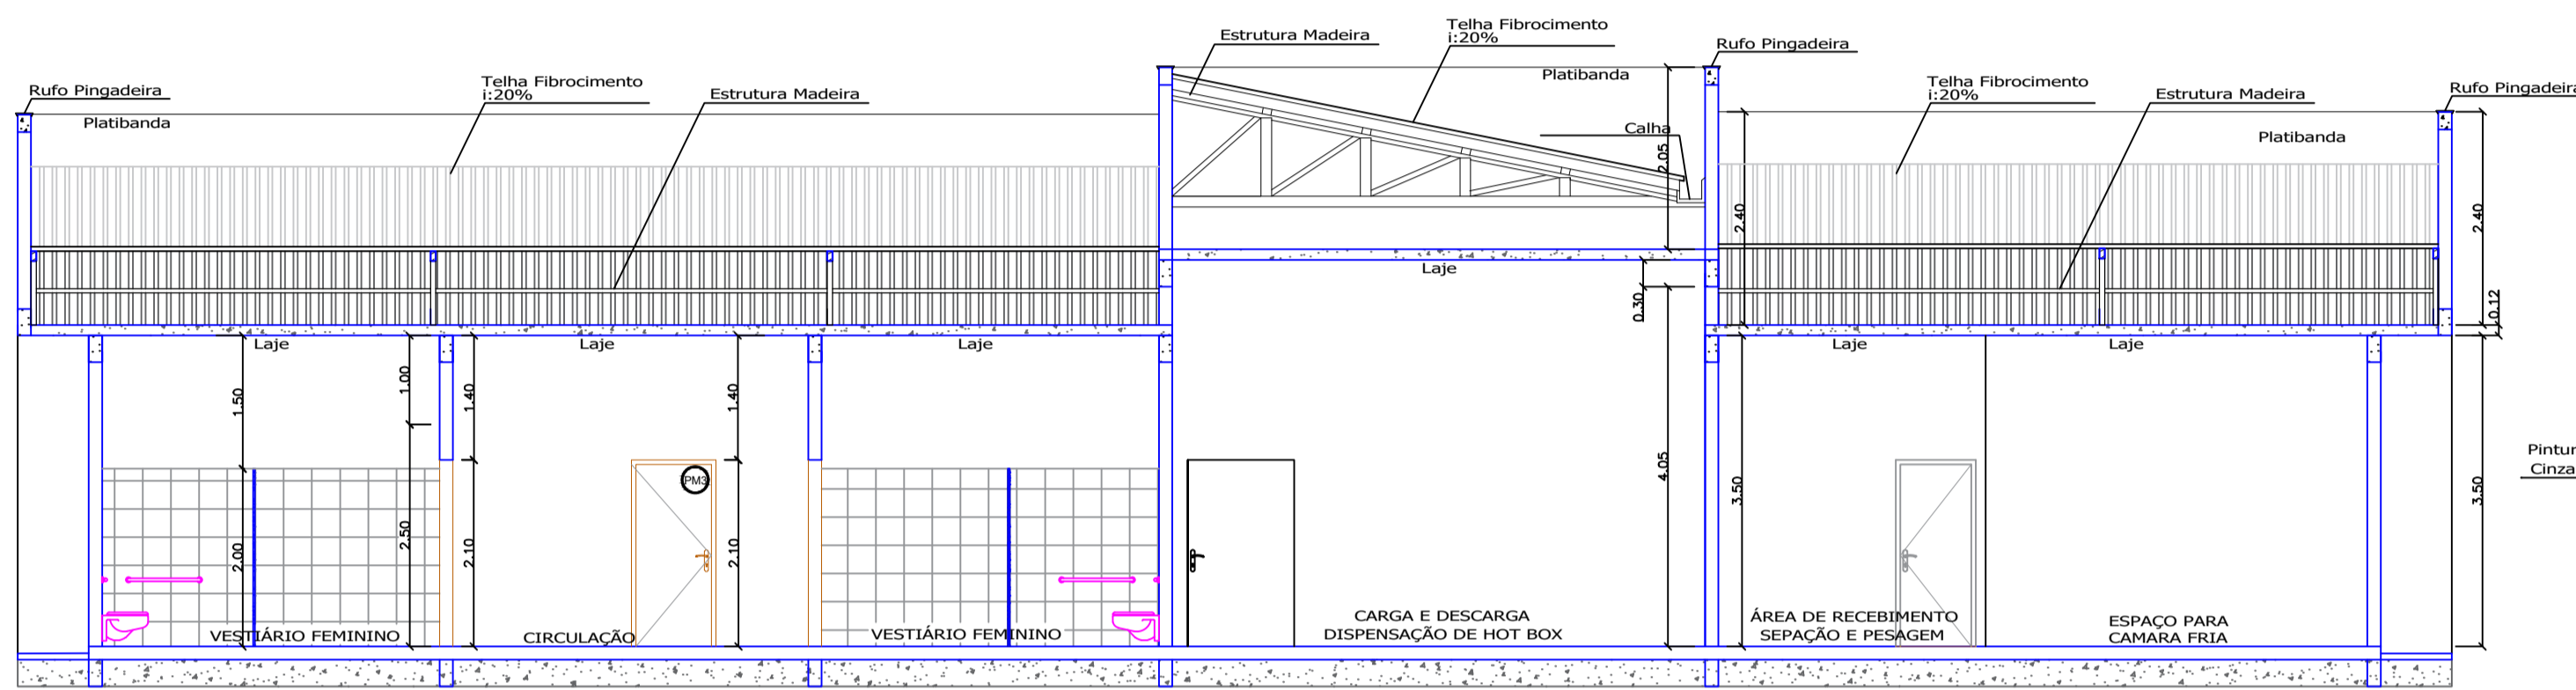 Rufo Pingadeira
Platibanda
Telha Fibrocimento
i:20%
Estrutura Madeira
Estrutura Madeira
Telha Fibrocimento
i:20%
Platibanda
Calha
2.05
Rufo Pingadeira
Telha Fibrocimento
i:20%
Estrutura Madeira
Platibanda
Rufo Pingadeira
2.40
2.40
0.12
Laje
0.30
Laje
Laje
Laje
Laje
Laje
1.50
1.00
1.40
1.40
2.00
2.50
2.10
2.10
PM3
4.05
3.50
3.50
Pintur
Cinza
VESTIÁRIO FEMININO
CIRCULAÇÃO
VESTIÁRIO FEMININO
CARGA E DESCARGA
DISPENSAÇÃO DE HOT BOX
ÁREA DE RECEBIMENTO
SEPAÇÃO E PESAGEM
ESPAÇO PARA
CAMARA FRIA